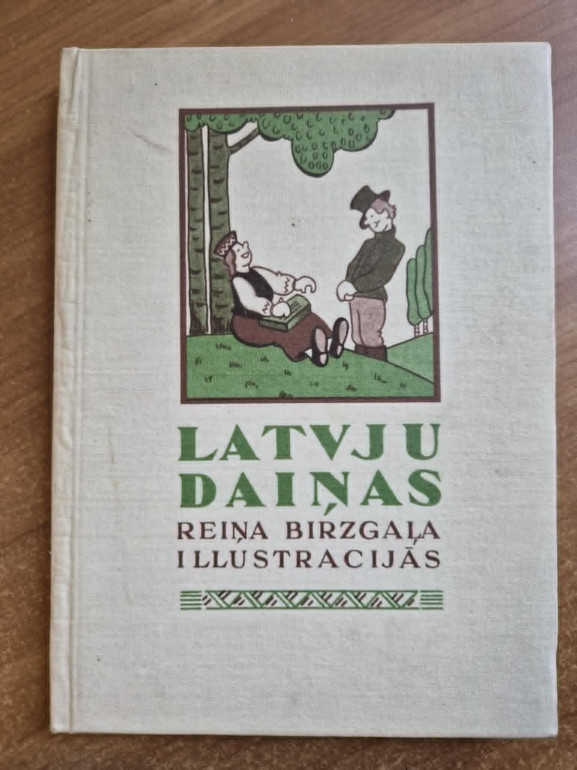 LATVJU
DAIŅAS
REIŅA BIRZGAĻA
ILLUSTRACIJĀS